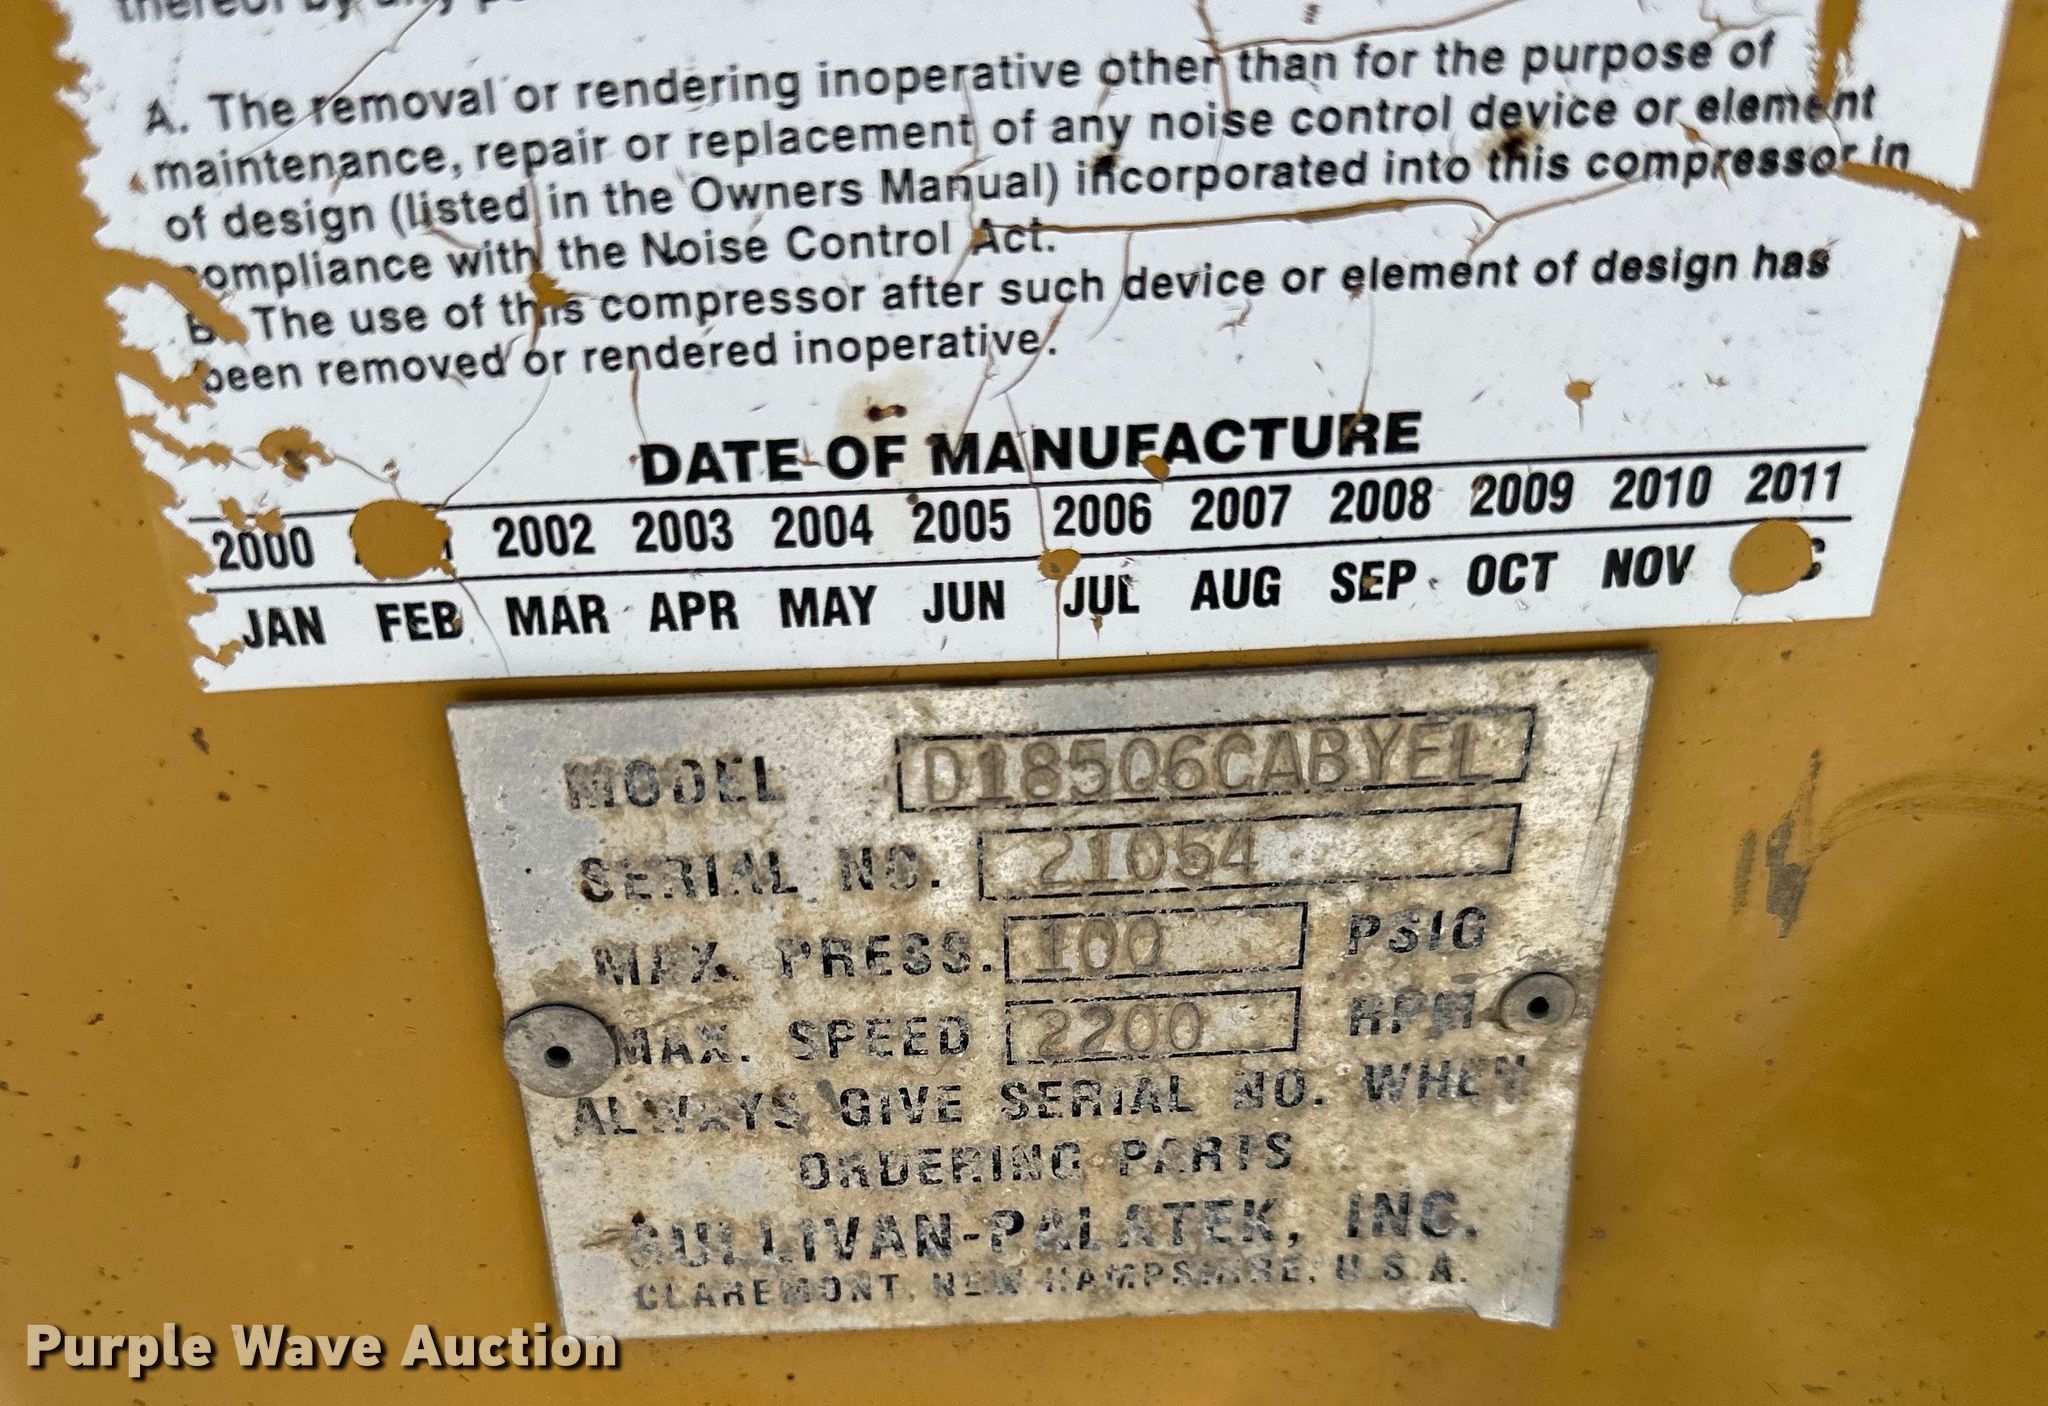 thereof by any
A. The removal or rendering inoperative other than for the purpose of
maintenance, repair or replacement of any noise control device or element
of design (listed in the Owners Manual) incorporated into this compressor in
compliance with the Noise Control Act.
B. The use of this compressor after such device or element of design has
been removed or rendered inoperative.
DATE OF MANUFACTURE
2000 2002 2003 2004 2005 2006 2007 2008 2009 2010 2011
JAN FEB MAR APR MAY JUN JUL AUG SEP OCT NOV
MODEL D18506CABYEL
SERIAL NO. 21054
MAX. PRESS. 100 PSIG
MAX. SPEED 2200 RPM
ALWAYS GIVE SERIAL NO. WHEN
ORDERING PARTS
SULLIVAN-PALATEK, INC.
CLAREMONT, NEW HAMPSHIRE, U.S.A.
Purple Wave Auction